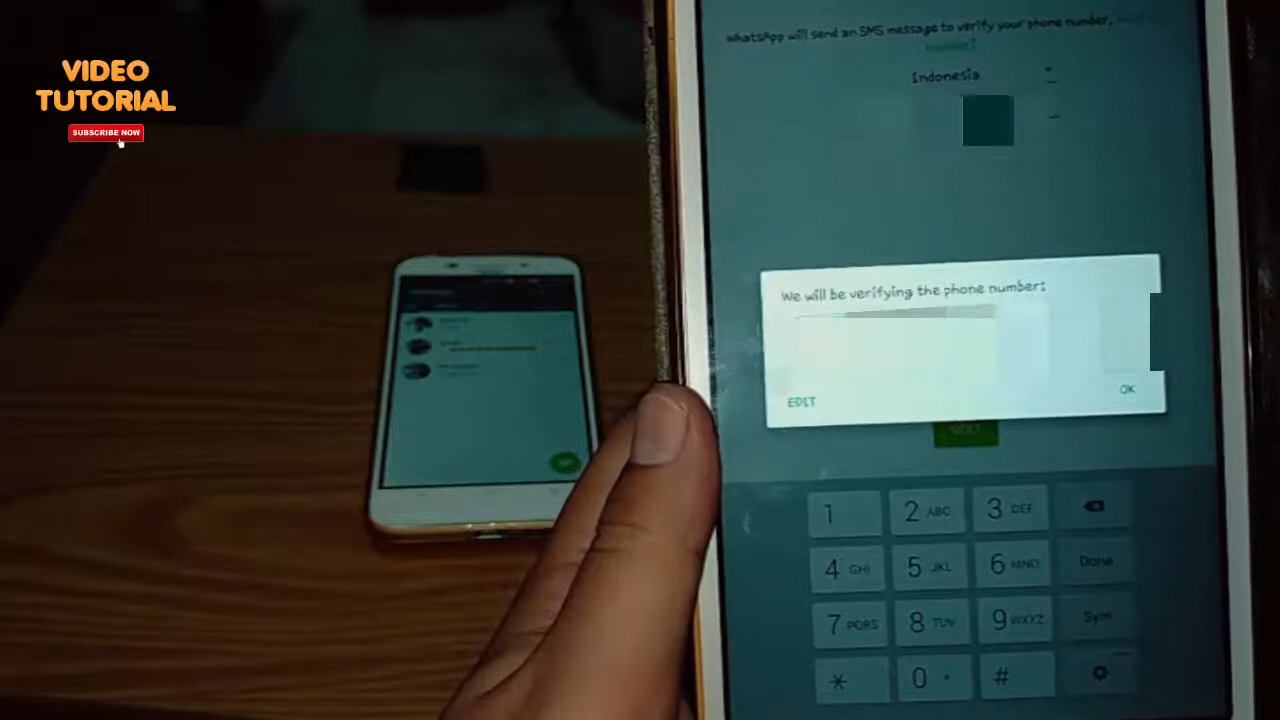 VIDEO
TUTORIAL
SUBSCRIBE NOW
WhatsApp will send an SMS message to verify your phone number.
Indonesia
We will be verifying the phone number:
EDIT
OK
NEXT
1
2 ABC
3 DEF
4 GHI
5 JKL
6 MNO
Done
7 PQRS
8 TUV
9 WXYZ
Sym
*
0
#